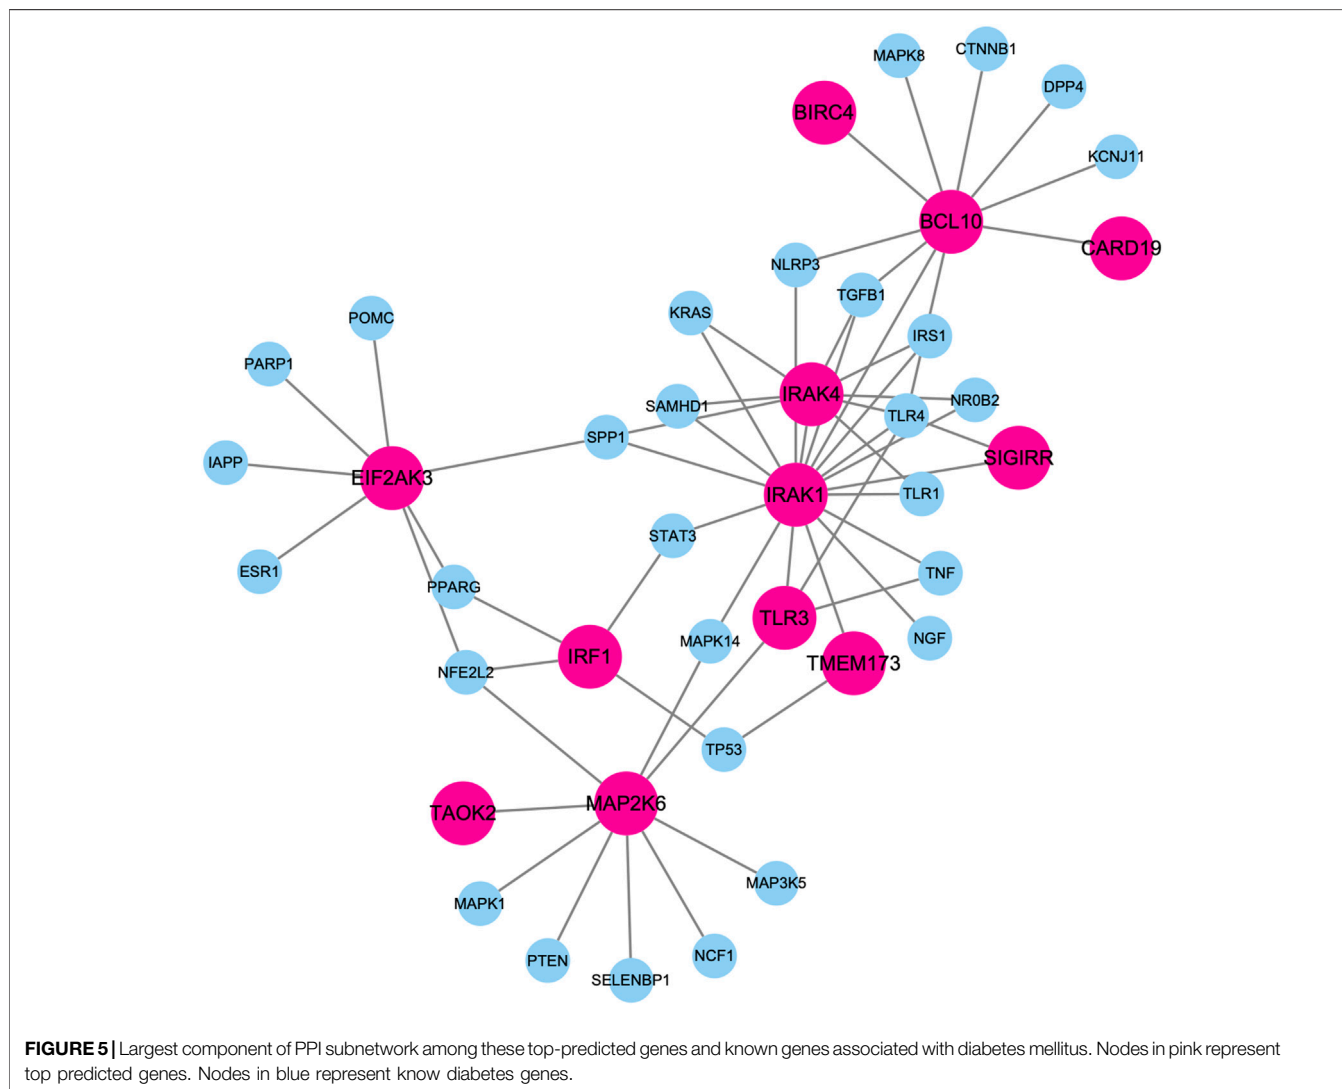 CTNNB1
MAPK8
DPP4
BIRC4
KCNJ11
BCL10
CARD19
NLRP3
TGFB1
KRAS
POMC
IRS1
PARP1
IRAK4
NR0B2
SAMHD1
TLR4
SPP1
SIGIRR
IAPP
EIF2AK3
IRAK1
TLR1
STAT3
ESR1
TNF
PPARG
TLR3
NGF
MAPK14
IRF1
TMEM173
NFE2L2
TP53
MAP2K6
TAOK2
MAP3K5
MAPK1
NCF1
PTEN
SELENBP1
FIGURE 5 | Largest component of PPI subnetwork among these top-predicted genes and known genes associated with diabetes mellitus. Nodes in pink represent
top predicted genes. Nodes in blue represent know diabetes genes.